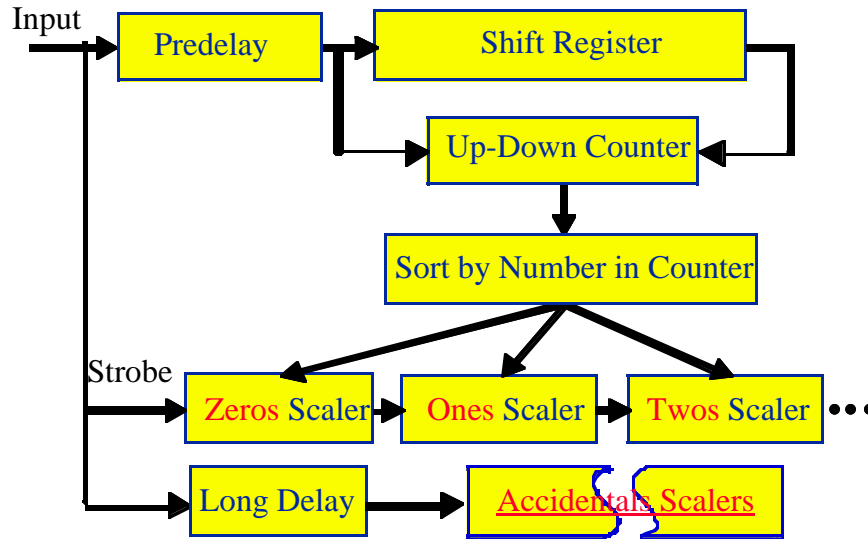 Input
Predelay
Shift Register
Up-Down Counter
Sort by Number in Counter
Strobe
Zeros Scaler
Ones Scaler
Twos Scaler
Long Delay
Accidentals Scalers